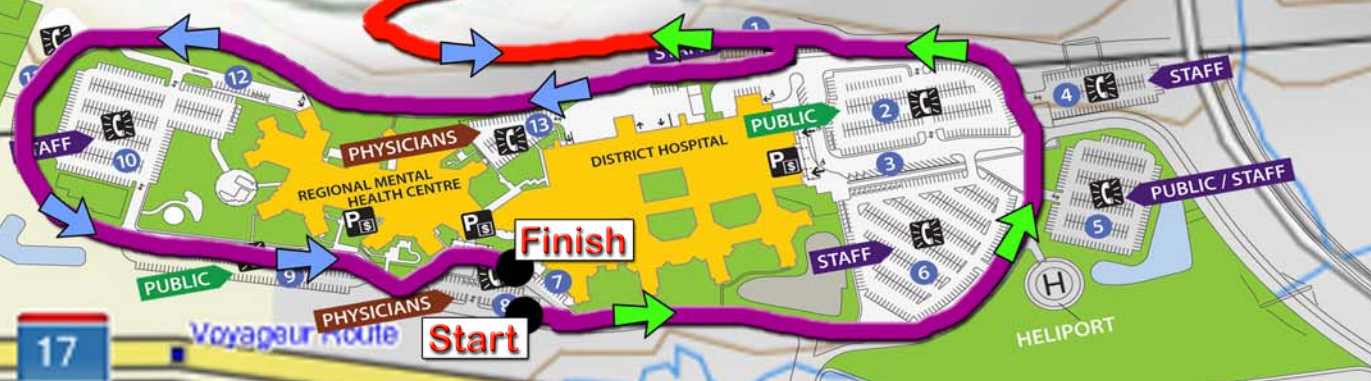 1
STAFF
12
11
STAFF
10
13
PHYSICIANS
REGIONAL MENTAL
HEALTH CENTRE
DISTRICT HOSPITAL
PUBLIC
2
3
4
STAFF
5
PUBLIC / STAFF
P
$
P
$
P
$
STAFF
6
Finish
7
PUBLIC
9
PHYSICIANS
8
Start
H
HELIPORT
17
Voyageur Route